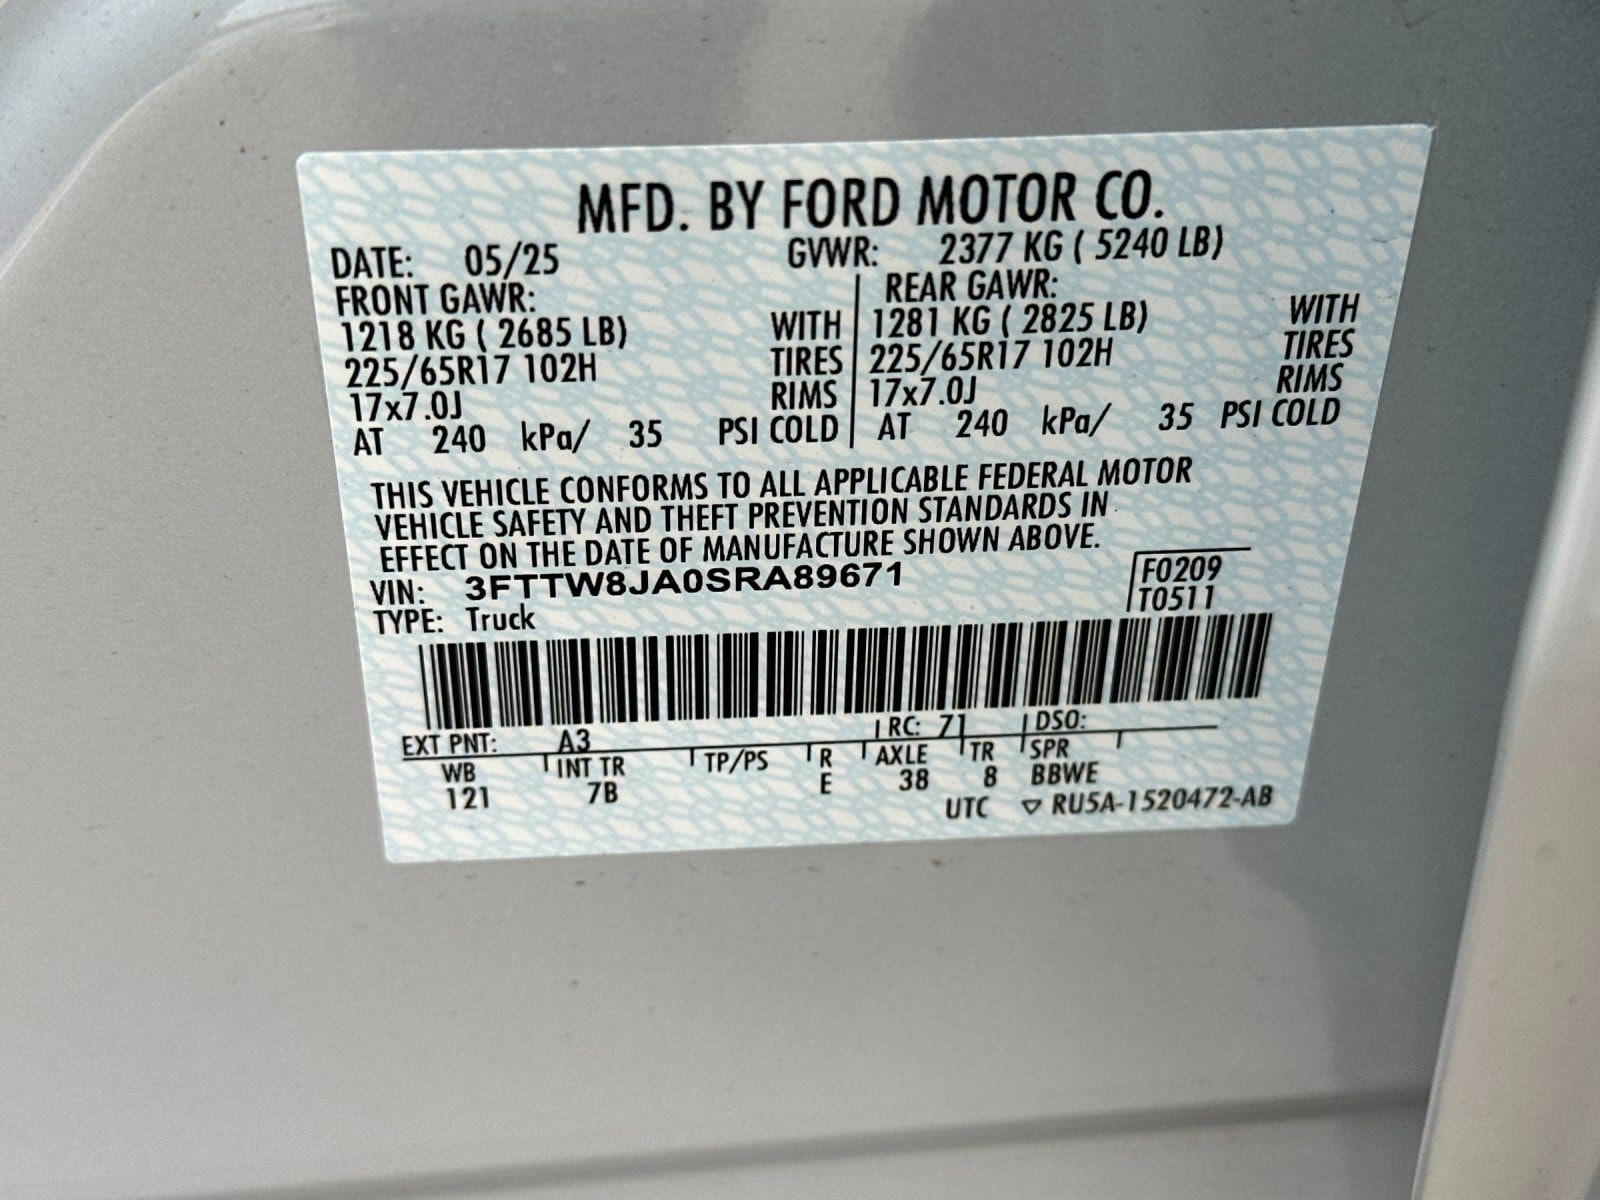 MFD. BY FORD MOTOR CO.
DATE: 05/25 GVWR: 2377 KG ( 5240 LB)
FRONT GAWR: REAR GAWR:
1218 KG ( 2685 LB) WITH 1281 KG ( 2825 LB) WITH
225/65R17 102H TIRES 225/65R17 102H TIRES
17x7.0J RIMS 17x7.0J RIMS
AT 240 kPa/ 35 PSI COLD AT 240 kPa/ 35 PSI COLD
THIS VEHICLE CONFORMS TO ALL APPLICABLE FEDERAL MOTOR
VEHICLE SAFETY AND THEFT PREVENTION STANDARDS IN
EFFECT ON THE DATE OF MANUFACTURE SHOWN ABOVE.
VIN: 3FTTW8JA0SRA89671 F0209
TYPE: Truck T0511
EXT PNT: A3 RC: 71 DSO:
WB INT TR TP/PS R AXLE TR SPR
121 7B E 38 8 BBWE
UTC ▽ RU5A-1520472-AB